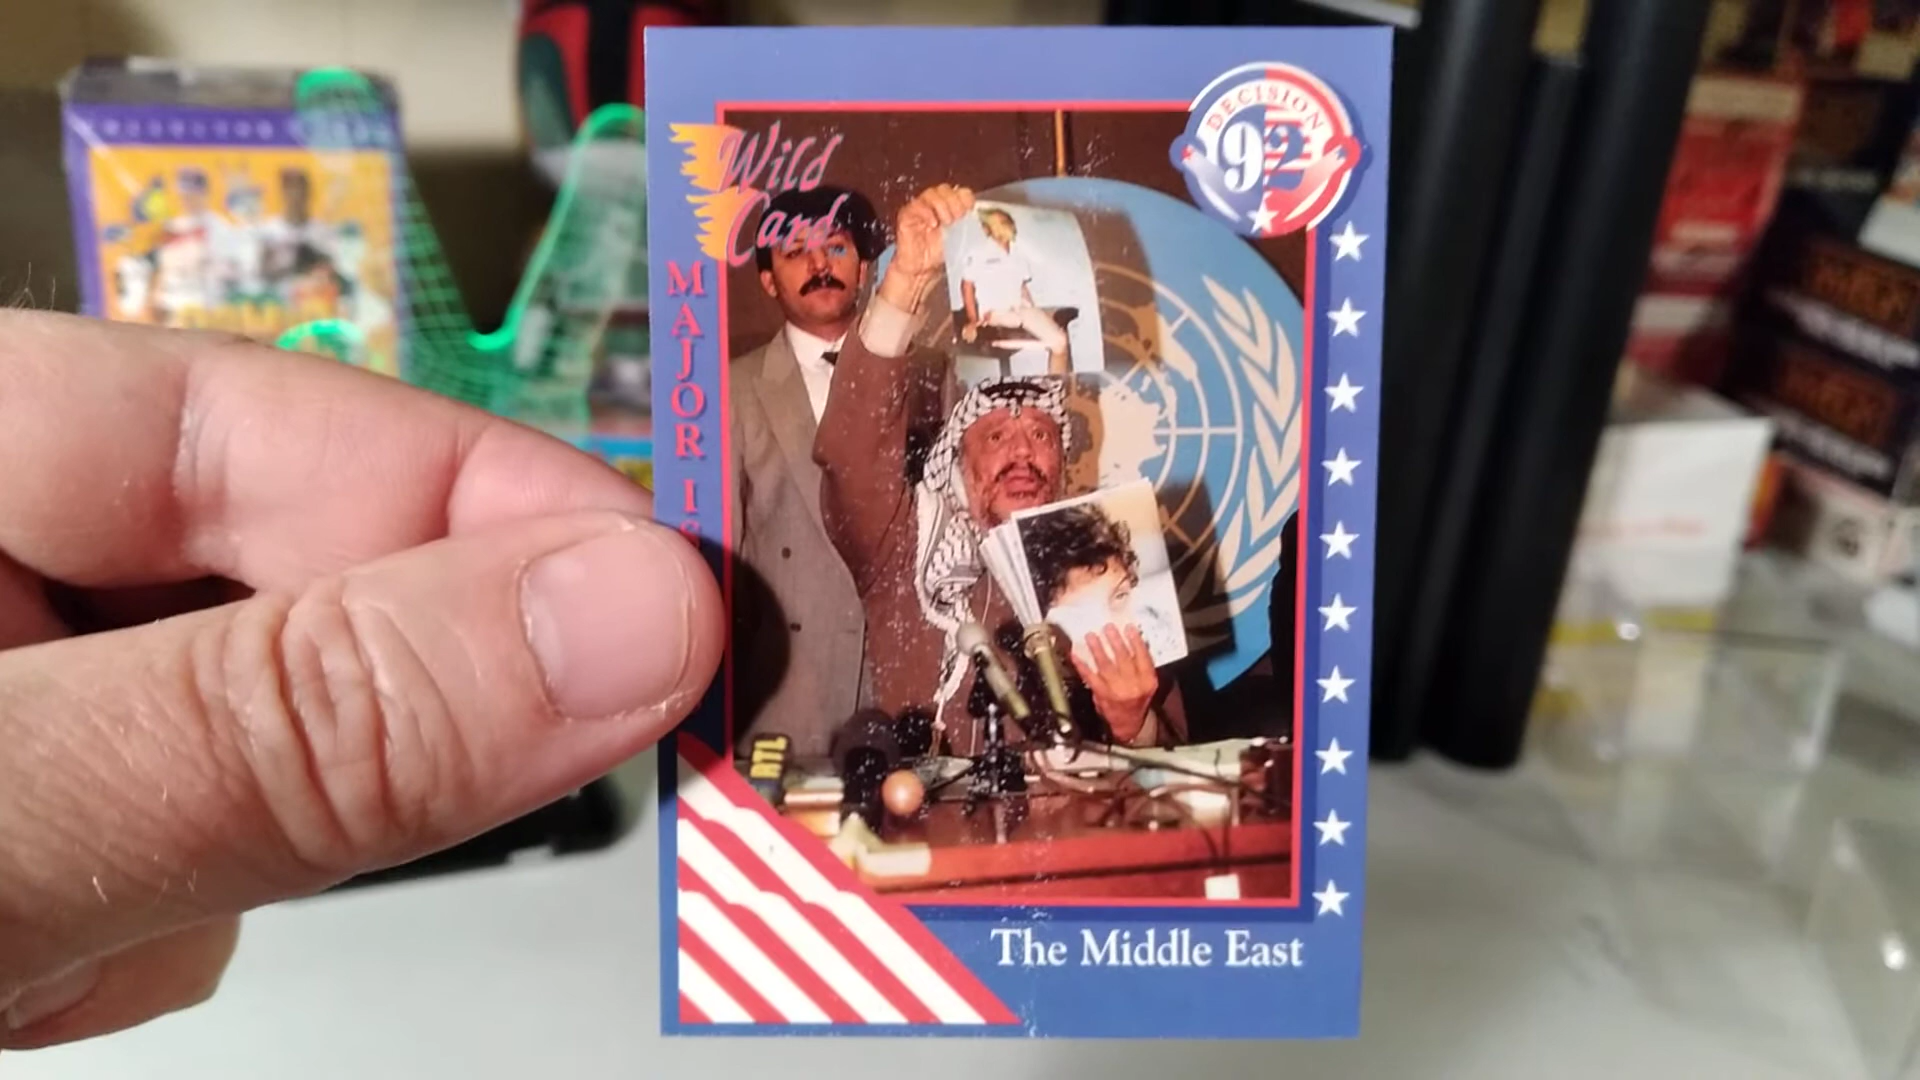 DECISION
92
Wild
Card
MAJOR IS
RTL
The Middle East